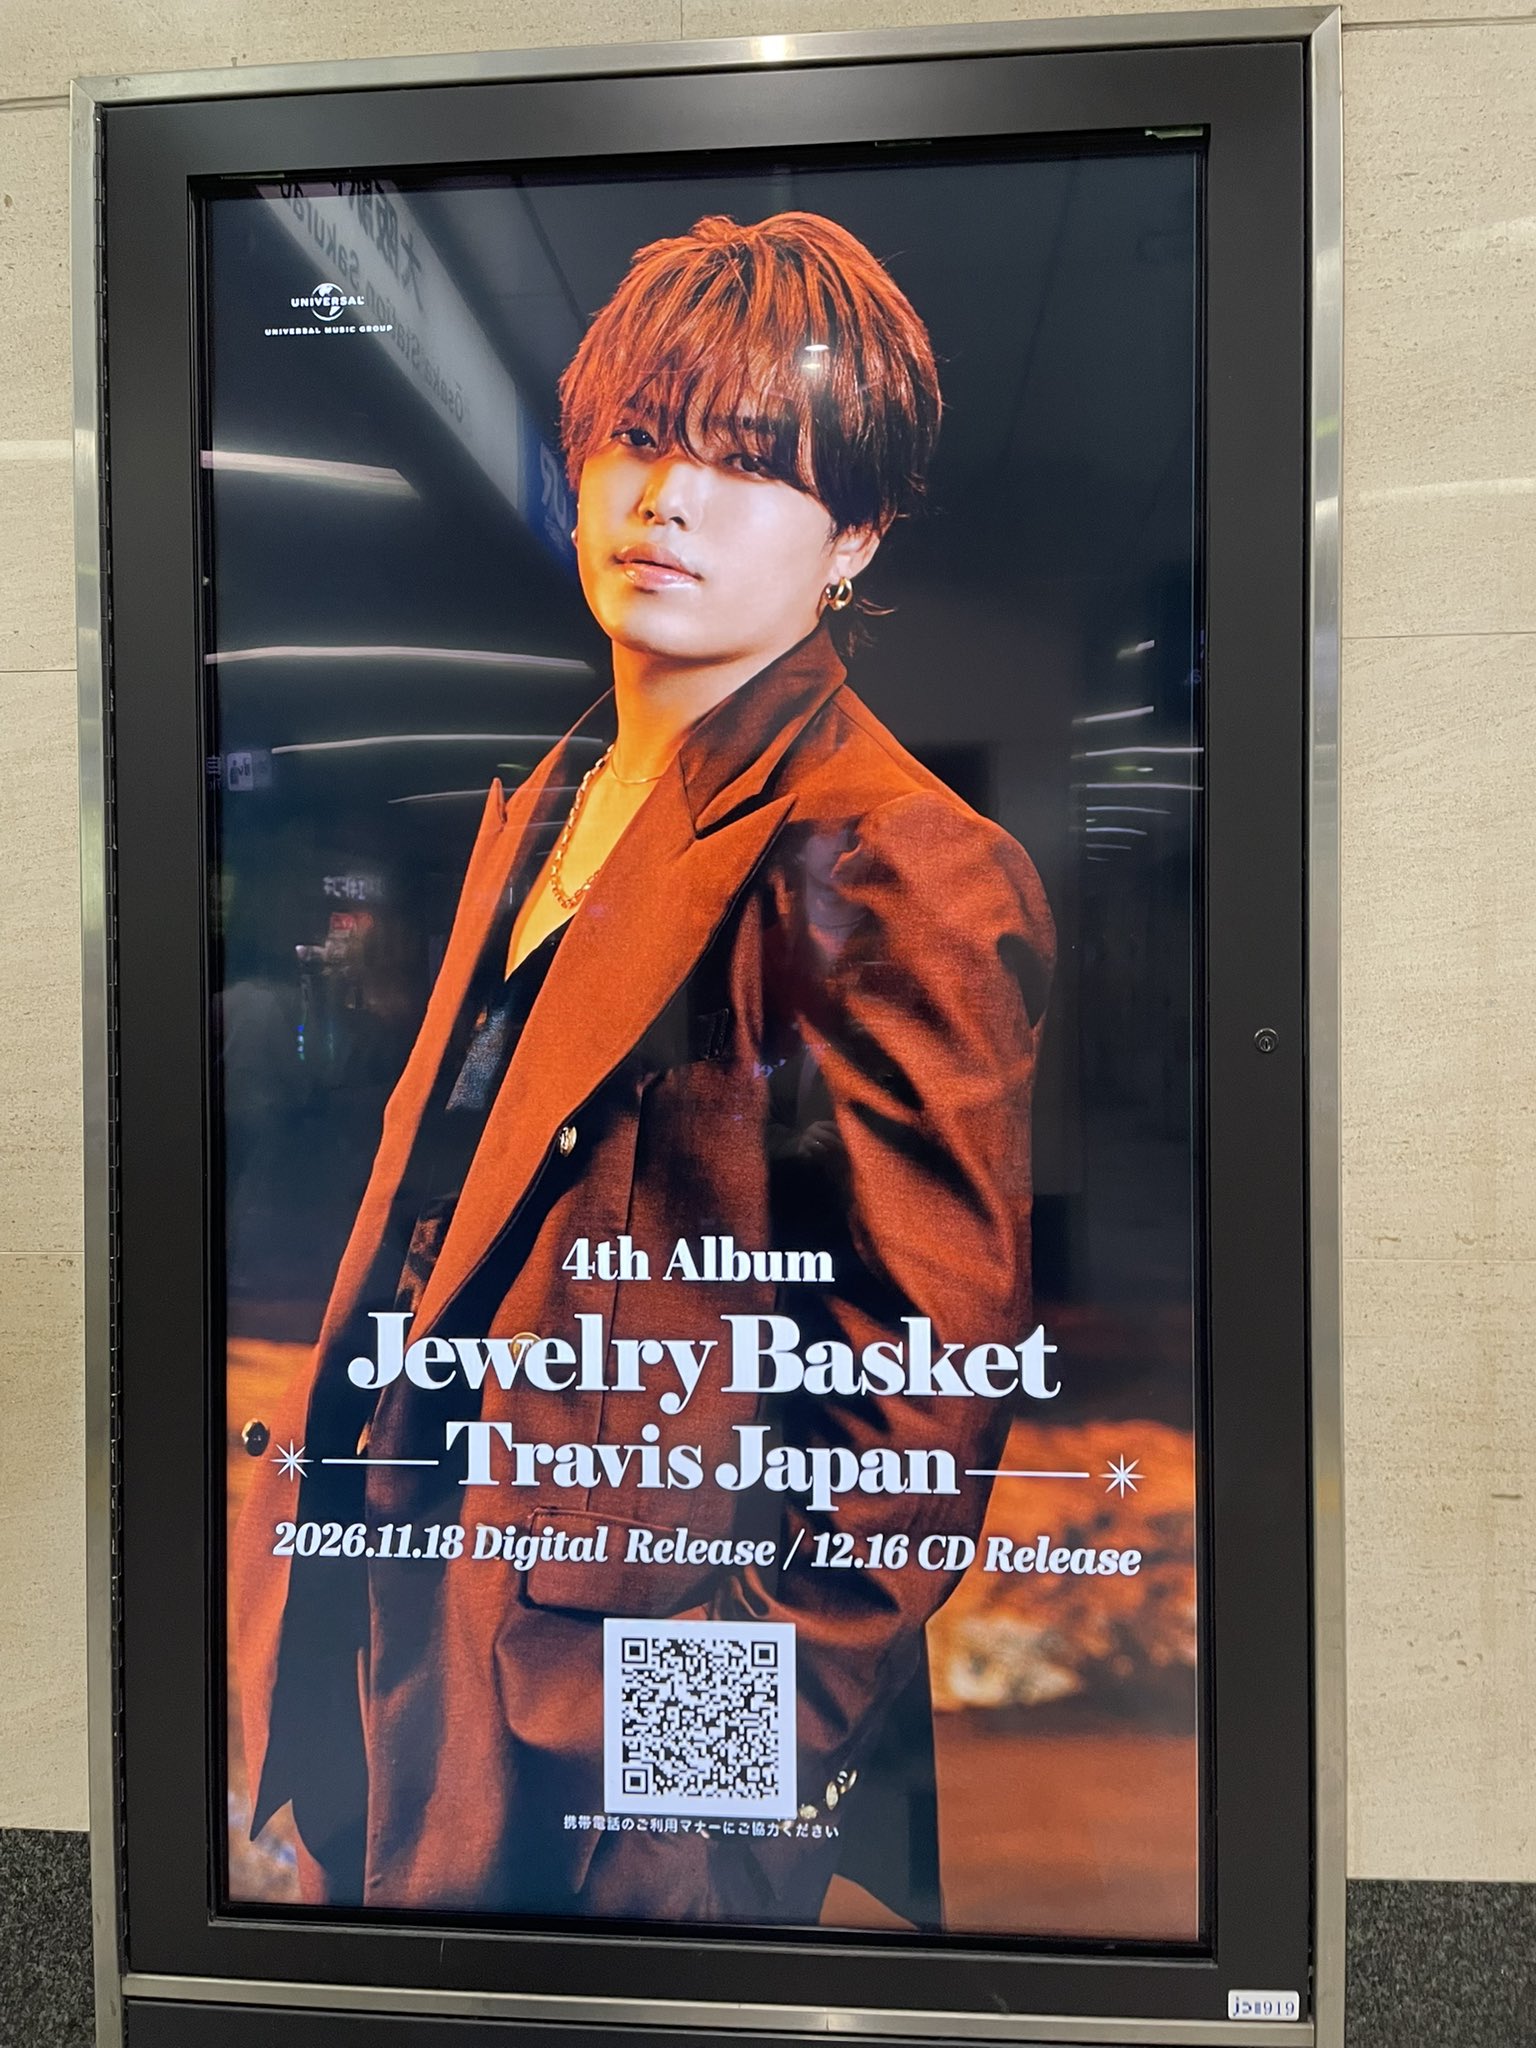 UNIVERSAL
UNIVERSAL MUSIC GROUP
4th Album
Jewelry Basket
Travis Japan
2026.11.18 Digital Release / 12.16 CD Release
携帯電話のご利用マナーにご協力ください
919